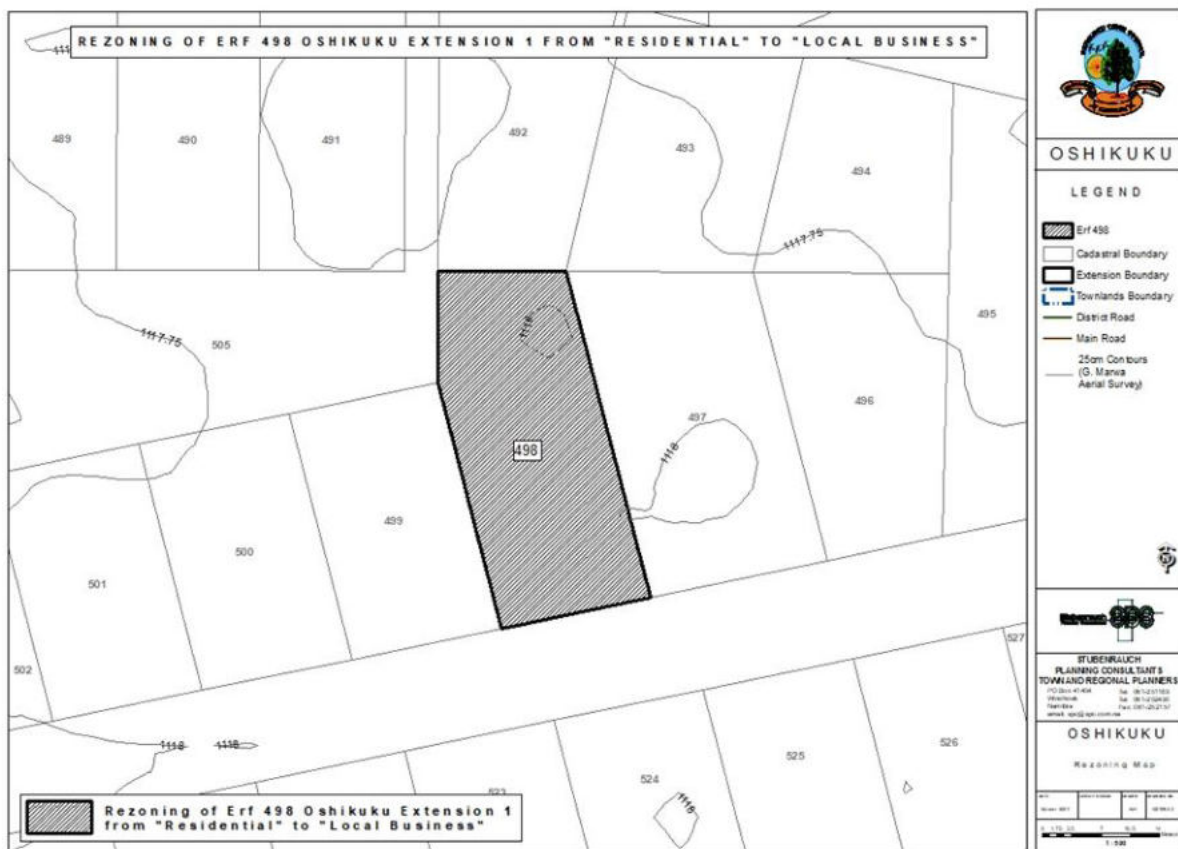 REZONING OF ERF 498 OSHIKUKU EXTENSION 1 FROM "RESIDENTIAL" TO "LOCAL BUSINESS"
489
490
491
492
493
494
1117.75
495
1117.75
505
1118
498
497
1118
496
499
500
501
502
527
1118
1118
526
525
524
523
1118
Rezoning of Erf 498 Oshikuku Extension 1
from "Residential" to "Local Business"
OSHIKUKU
LEGEND
Erf 498
Cadastral Boundary
Extension Boundary
Townlands Boundary
District Road
Main Road
25cm Contours
(G. Marwa
Aerial Survey)
STUBENRAUCH
PLANNING CONSULTANTS
TOWN AND REGIONAL PLANNERS
OSHIKUKU
Rezoning Map
1 : 500